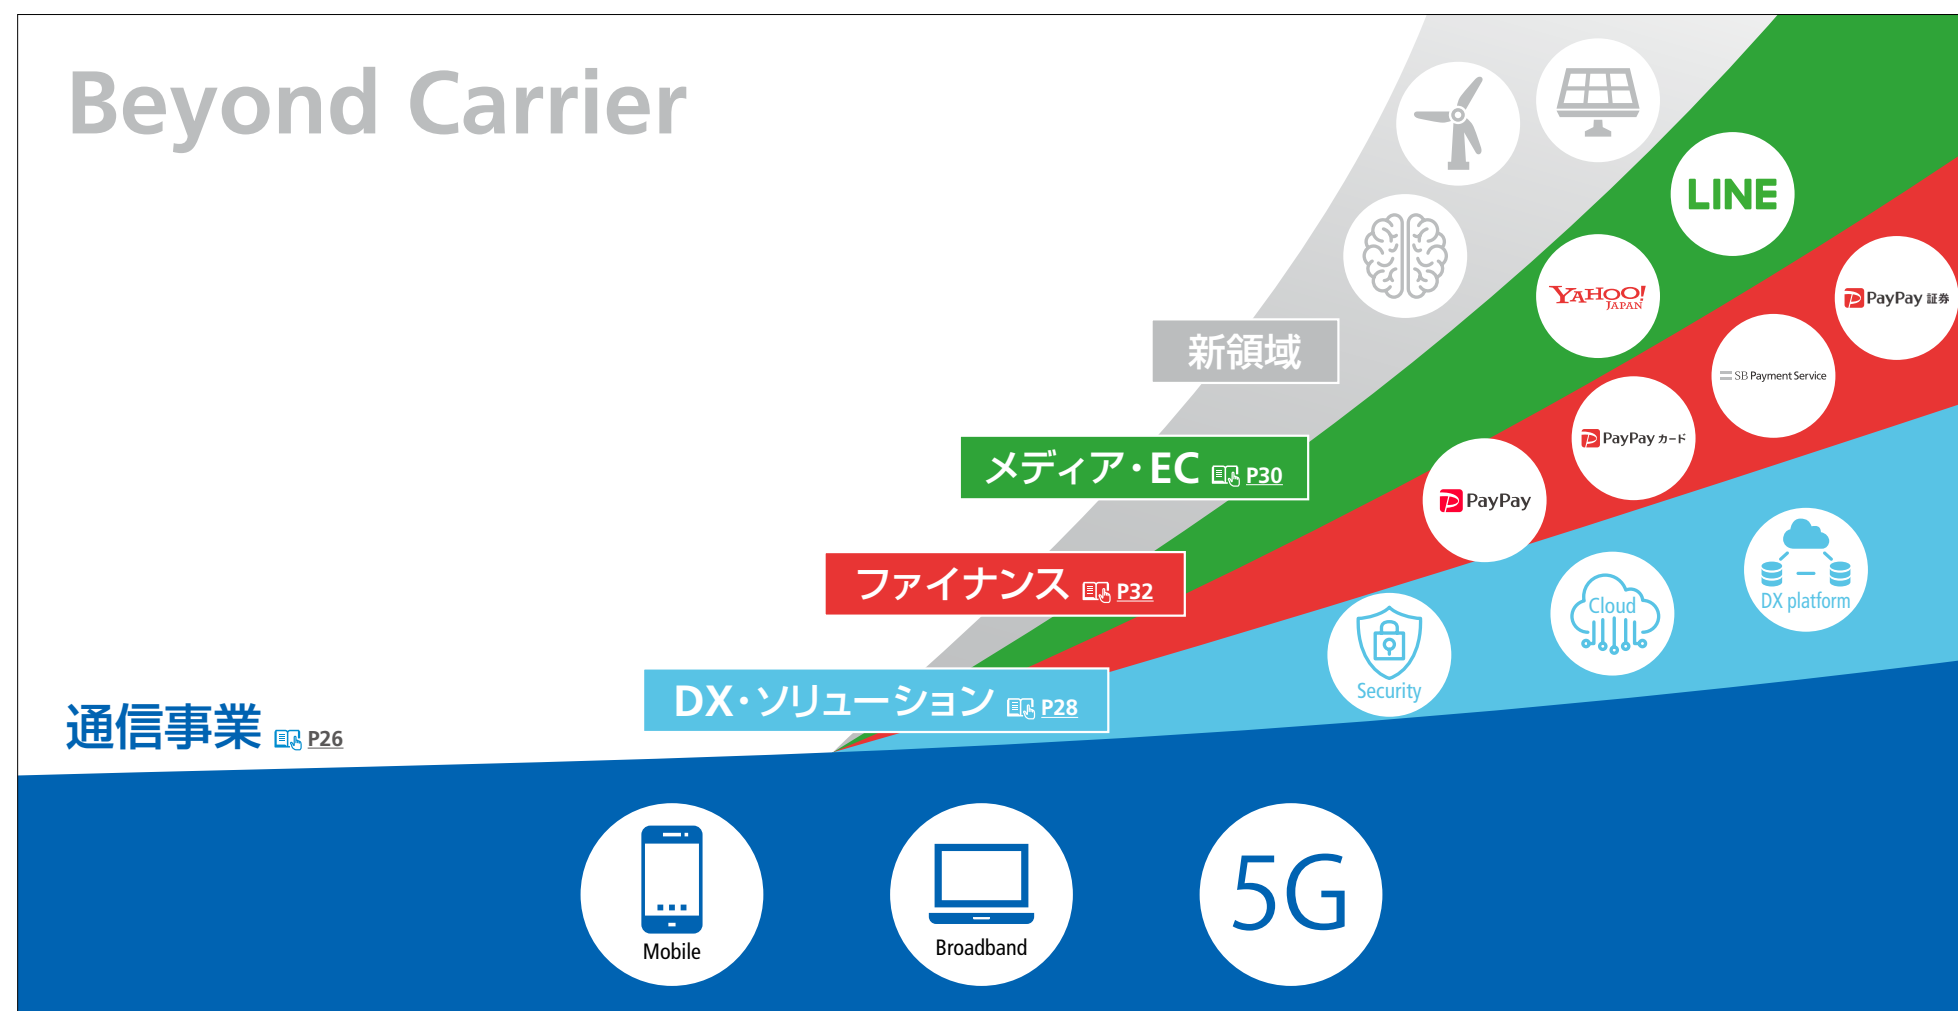 Beyond Carrier
LINE
YAHOO!
JAPAN
PayPay 証券
新領域
SB Payment Service
PayPay カード
メディア・EC P30
PayPay
ファイナンス P32
Cloud
DX platform
Security
DX・ソリューション P28
通信事業 P26
5G
Mobile
Broadband